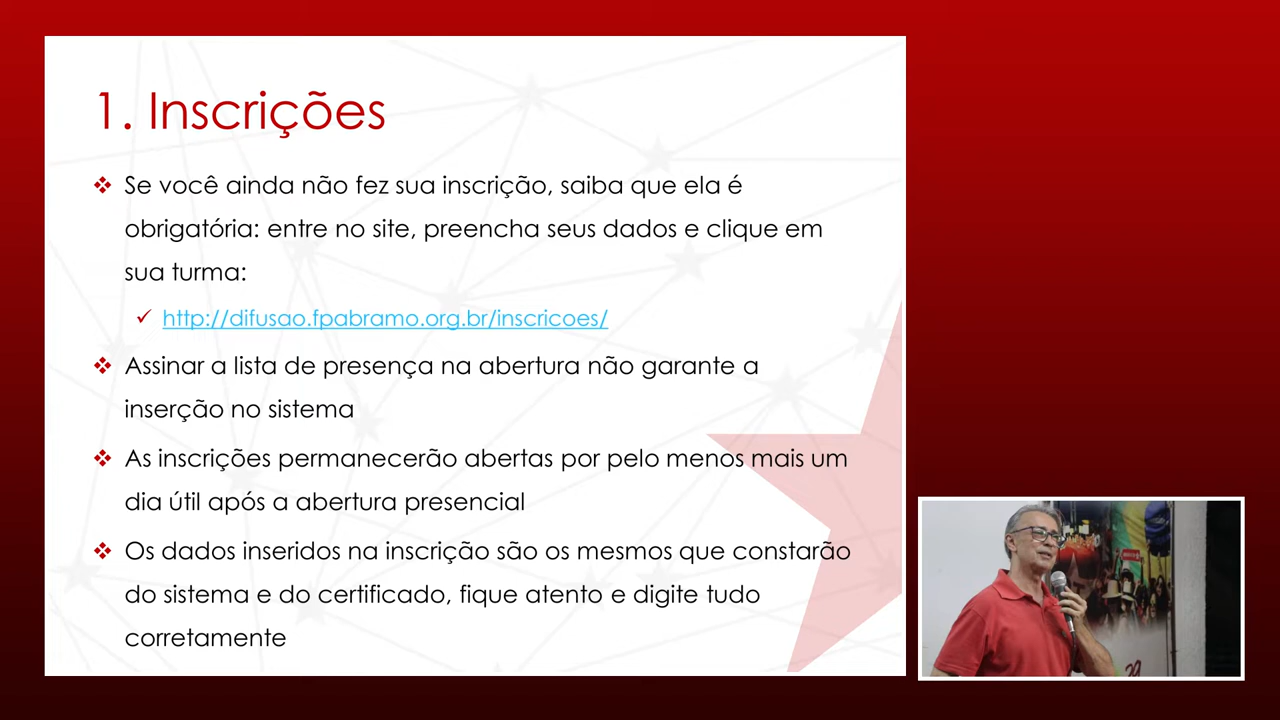 1. Inscrições
Se você ainda não fez sua inscrição, saiba que ela é
obrigatória: entre no site, preencha seus dados e clique em
sua turma:
http://difusao.fpabramo.org.br/inscricoes/
Assinar a lista de presença na abertura não garante a
inserção no sistema
As inscrições permanecerão abertas por pelo menos mais um
dia útil após a abertura presencial
Os dados inseridos na inscrição são os mesmos que constarão
do sistema e do certificado, fique atento e digite tudo
corretamente